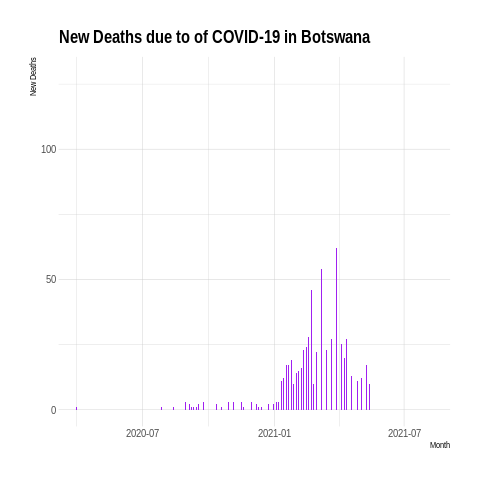 New Deaths due to of COVID-19 in Botswana
New Deaths
100
50
0
2020-07 2021-01 2021-07
Month